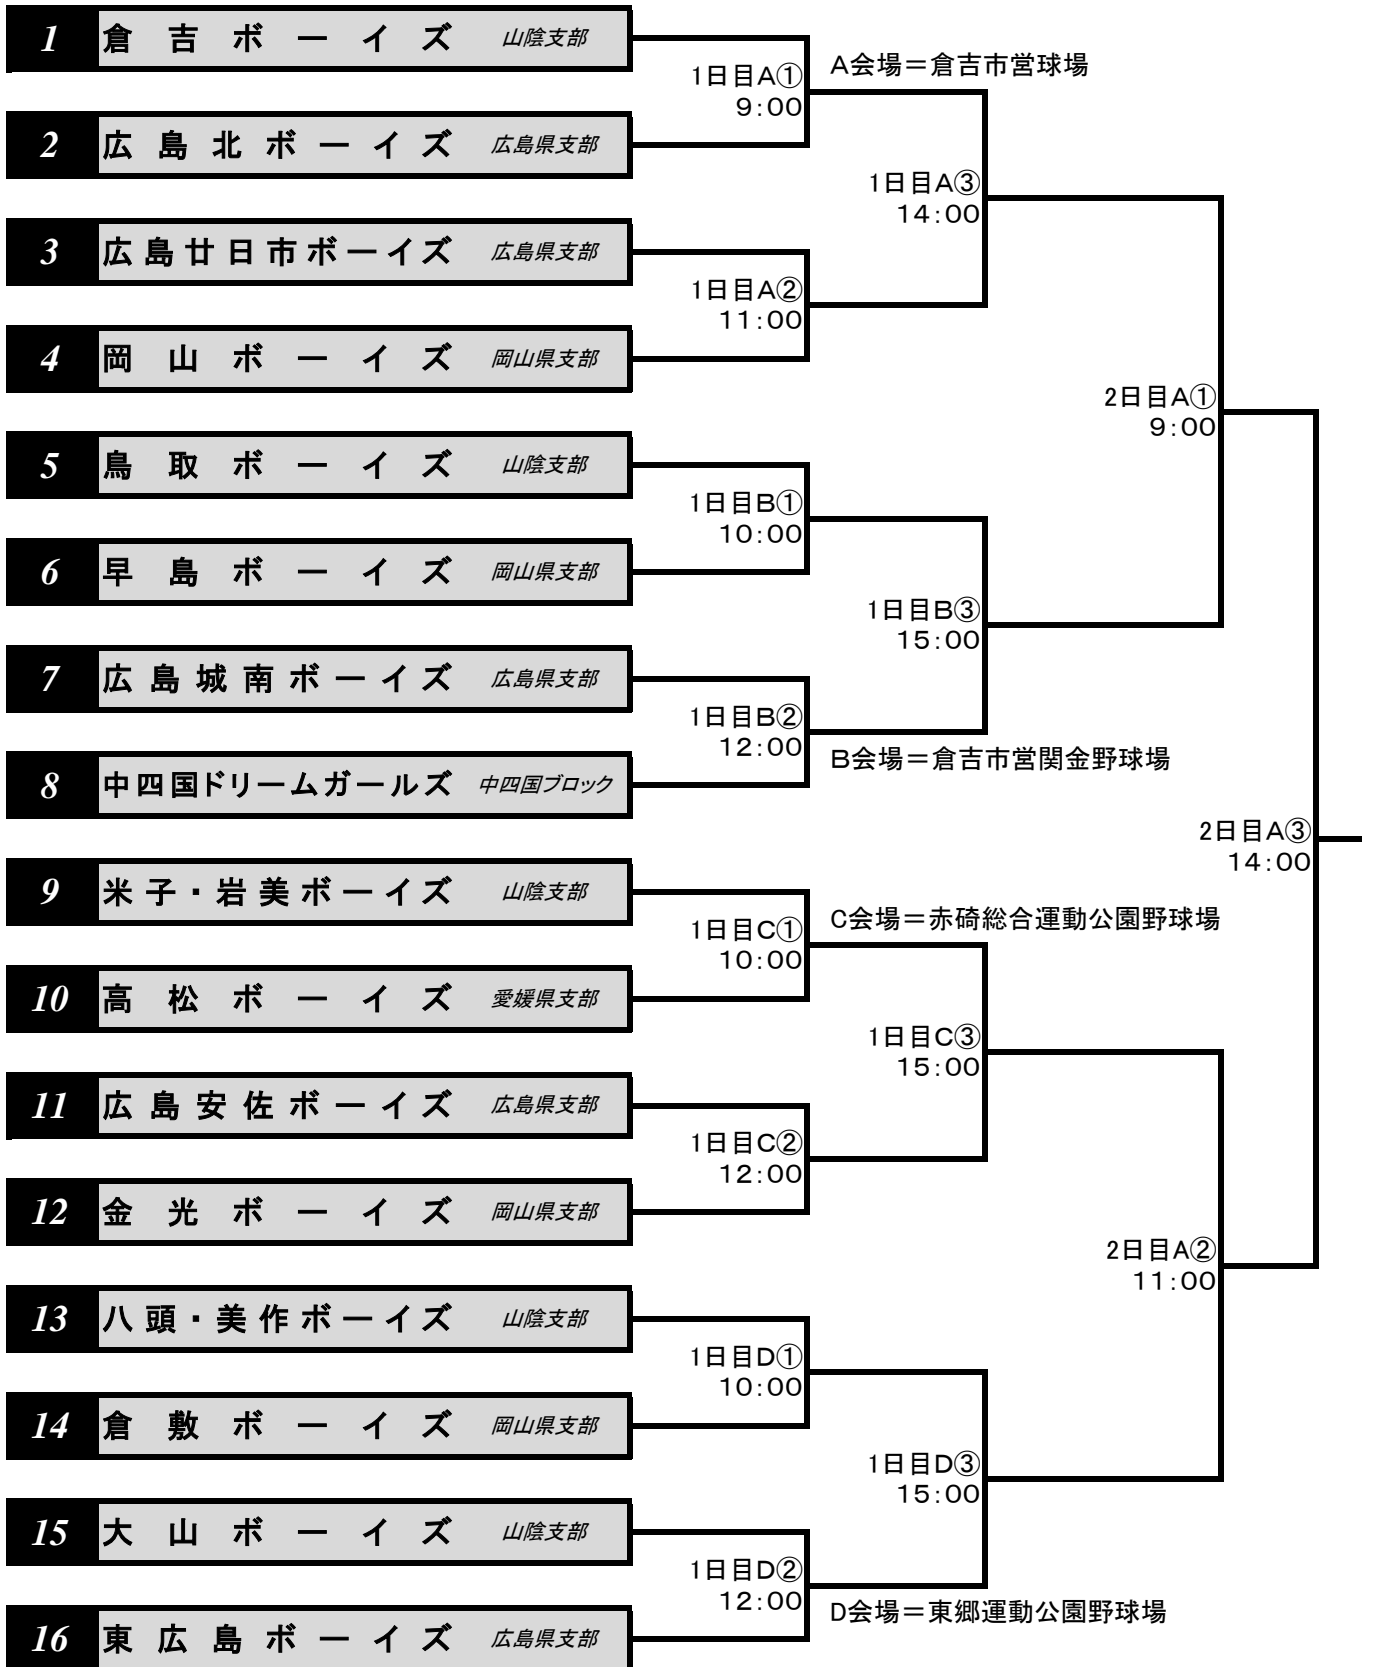 1 倉吉ボーイズ 山陰支部
1日目A① A会場＝倉吉市営球場
9:00
2 広島北ボーイズ 広島県支部
1日目A③
14:00
3 広島廿日市ボーイズ 広島県支部
1日目A②
11:00
4 岡山ボーイズ 岡山県支部
2日目A①
9:00
5 鳥取ボーイズ 山陰支部
1日目B①
10:00
6 早島ボーイズ 岡山県支部
1日目B③
15:00
7 広島城南ボーイズ 広島県支部
1日目B②
12:00
B会場＝倉吉市営関金野球場
8 中四国ドリームガールズ 中四国ブロック
2日目A③
14:00
9 米子・岩美ボーイズ 山陰支部
1日目C① C会場＝赤碕総合運動公園野球場
10:00
10 高松ボーイズ 愛媛県支部
1日目C③
15:00
11 広島安佐ボーイズ 広島県支部
1日目C②
12:00
12 金光ボーイズ 岡山県支部
2日目A②
11:00
13 八頭・美作ボーイズ 山陰支部
1日目D①
10:00
14 倉敷ボーイズ 岡山県支部
1日目D③
15:00
15 大山ボーイズ 山陰支部
1日目D②
12:00
D会場＝東郷運動公園野球場
16 東広島ボーイズ 広島県支部